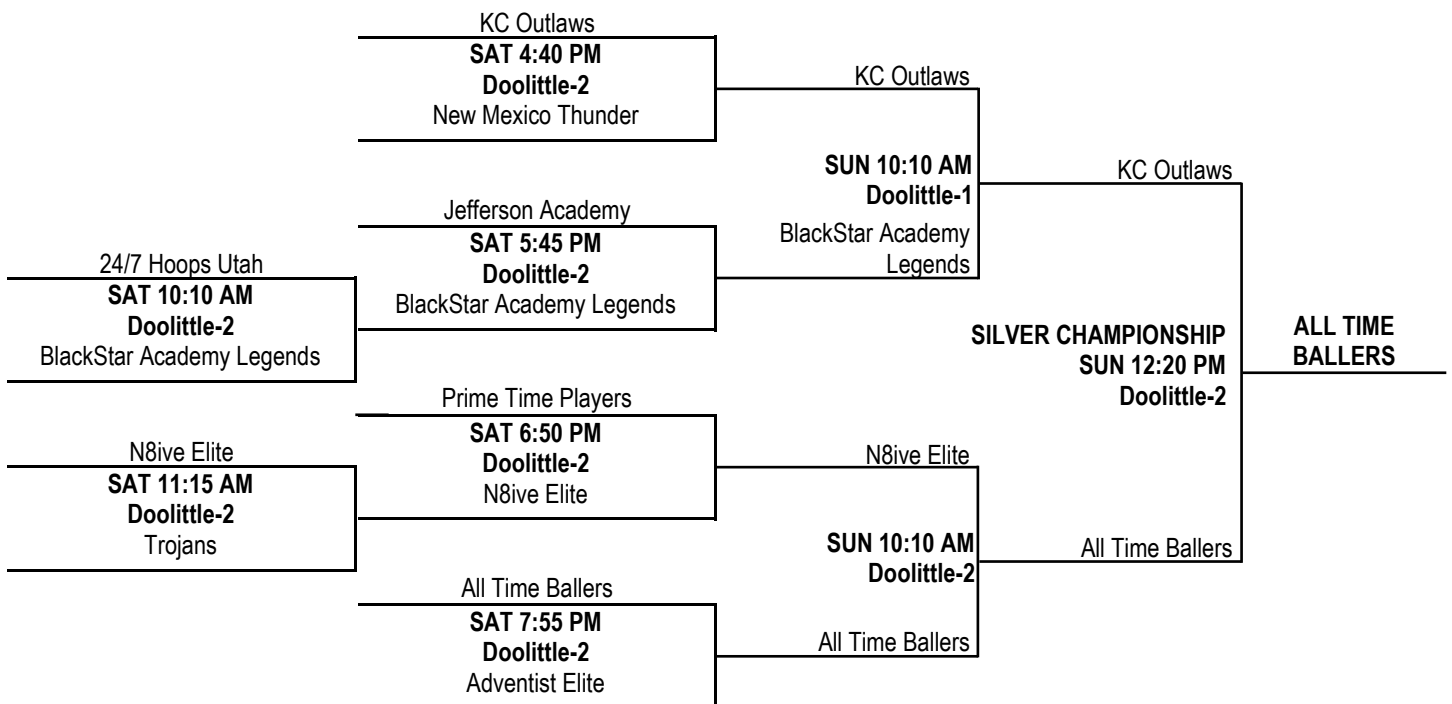 KC Outlaws
SAT 4:40 PM
Doolittle-2
New Mexico Thunder
KC Outlaws
SUN 10:10 AM
Doolittle-1
BlackStar Academy
Legends
KC Outlaws
Jefferson Academy
SAT 5:45 PM
Doolittle-2
BlackStar Academy Legends
24/7 Hoops Utah
SAT 10:10 AM
Doolittle-2
BlackStar Academy Legends
SILVER CHAMPIONSHIP
SUN 12:20 PM
Doolittle-2
ALL TIME
BALLERS
Prime Time Players
SAT 6:50 PM
Doolittle-2
N8ive Elite
N8ive Elite
SAT 11:15 AM
Doolittle-2
Trojans
N8ive Elite
SUN 10:10 AM
Doolittle-2
All Time Ballers
All Time Ballers
All Time Ballers
SAT 7:55 PM
Doolittle-2
Adventist Elite